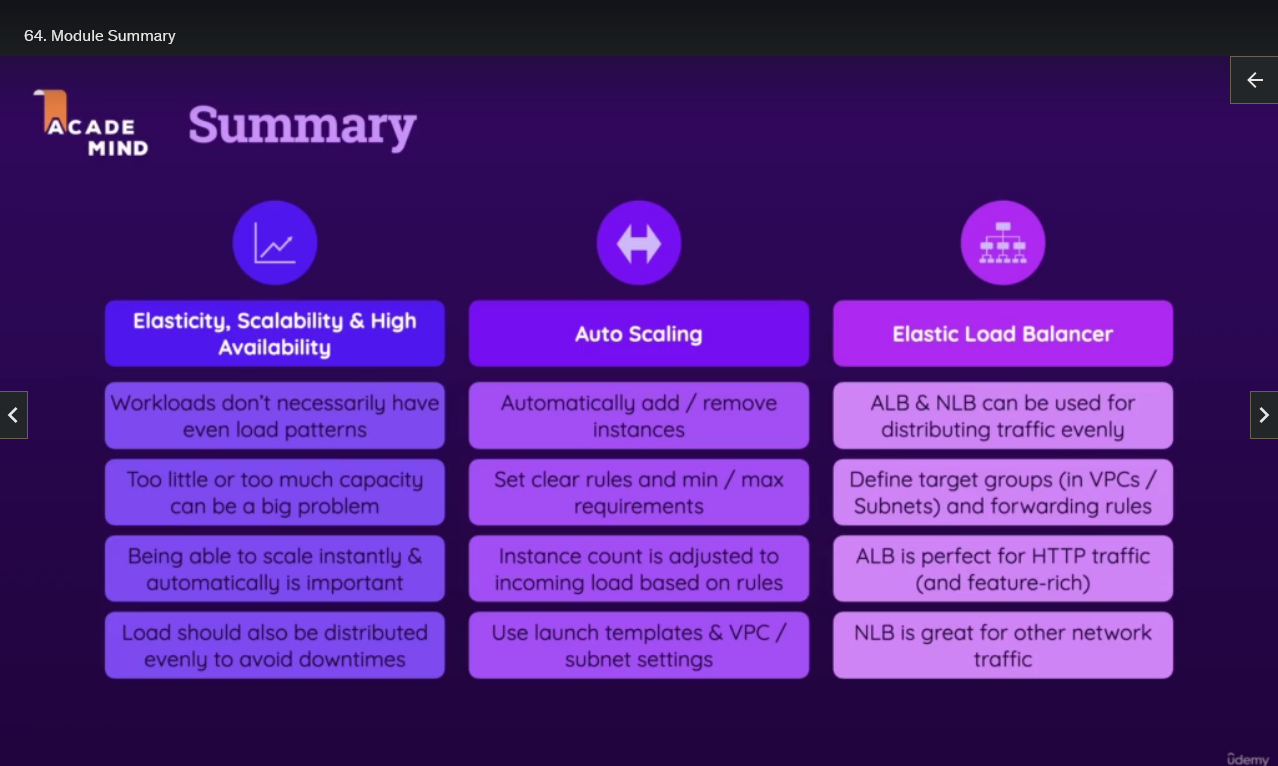 64. Module Summary
ACADE
MIND
Summary
Elasticity, Scalability & High
Availability
Workloads don't necessarily have
even load patterns
Too little or too much capacity
can be a big problem
Being able to scale instantly &
automatically is important
Load should also be distributed
evenly to avoid downtimes
Auto Scaling
Automatically add / remove
instances
Set clear rules and min / max
requirements
Instance count is adjusted to
incoming load based on rules
Use launch templates & VPC /
subnet settings
Elastic Load Balancer
ALB & NLB can be used for
distributing traffic evenly
Define target groups (in VPCs /
Subnets) and forwarding rules
ALB is perfect for HTTP traffic
(and feature-rich)
NLB is great for other network
traffic
ûdemy